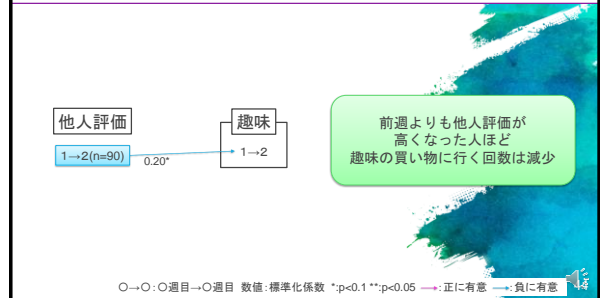 他人評価
趣味
1→2(n=90)
0.20*
1→2
前週よりも他人評価が
高くなった人ほど
趣味の買い物に行く回数は減少
○→○:○週目→○週目 数値:標準化係数 *:p<0.1 **:p<0.05 →:正に有意 →:負に有意